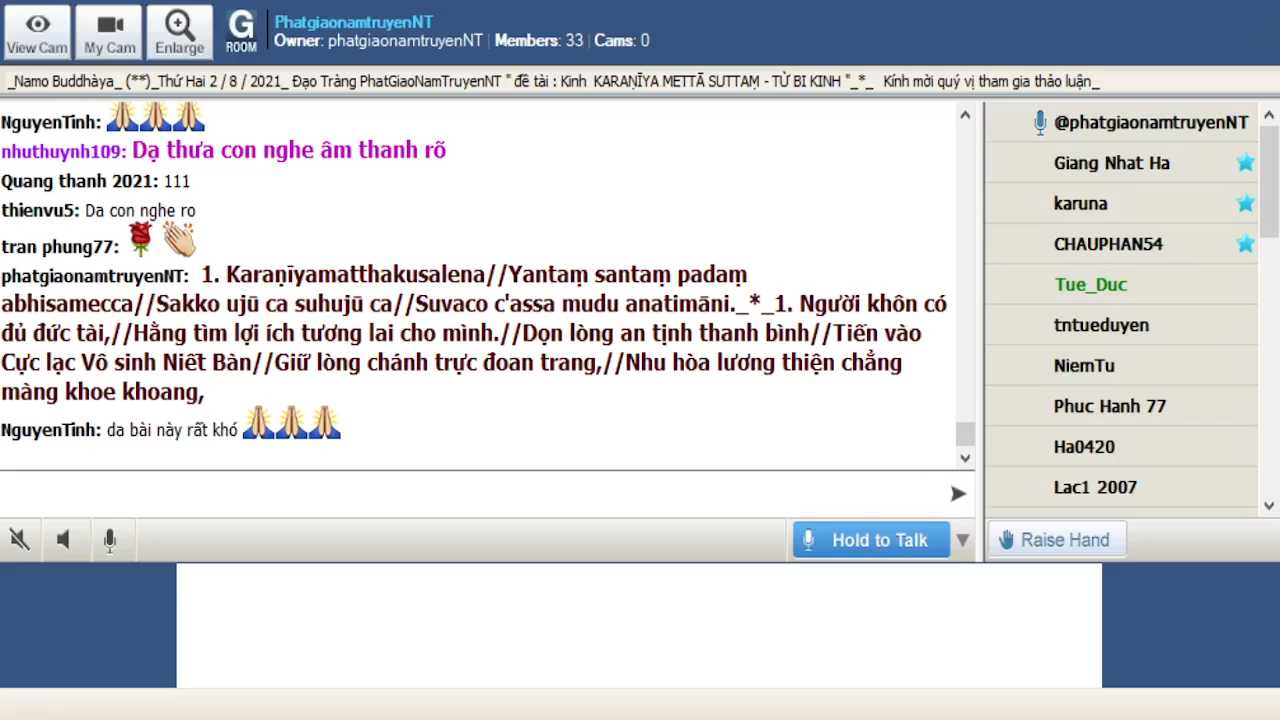 View Cam
My Cam
Enlarge
G
ROOM
PhatgiaonamtruyenNT
Owner: phatgiaonamtruyenNT | Members: 33 | Cams: 0
_Namo Buddhàya_ (**)_Thứ Hai 2 / 8 / 2021_ Đạo Tràng PhatGiaoNamTruyenNT " đề tài : Kinh KARAṆĪYA METTĀ SUTTAṂ - TỪ BI KINH "_*_ Kính mời quý vị tham gia thảo luận_
NguyenTinh:
nhuthuynh109: Dạ thưa con nghe âm thanh rõ
Quang thanh 2021: 111
thienvu5: Da con nghe ro
tran phung77:
phatgiaonamtruyenNT: 1. Karaṇīyamatthakusalena//Yantaṃ santaṃ padaṃ
abhisamecca//Sakko ujū ca suhujū ca//Suvaco c'assa mudu anatimāni._*_1. Người khôn có
đủ đức tài,//Hằng tìm lợi ích tương lai cho mình.//Dọn lòng an tịnh thanh bình//Tiến vào
Cực lạc Vô sinh Niết Bàn//Giữ lòng chánh trực đoan trang,//Nhu hòa lương thiện chẳng
màng khoe khoang,
NguyenTinh: da bài này rất khó
@phatgiaonamtruyenNT
Giang Nhat Ha
karuna
CHAUPHAN54
Tue_Duc
tntueduyen
NiemTu
Phuc Hanh 77
Ha0420
Lac1 2007
Hold to Talk
Raise Hand